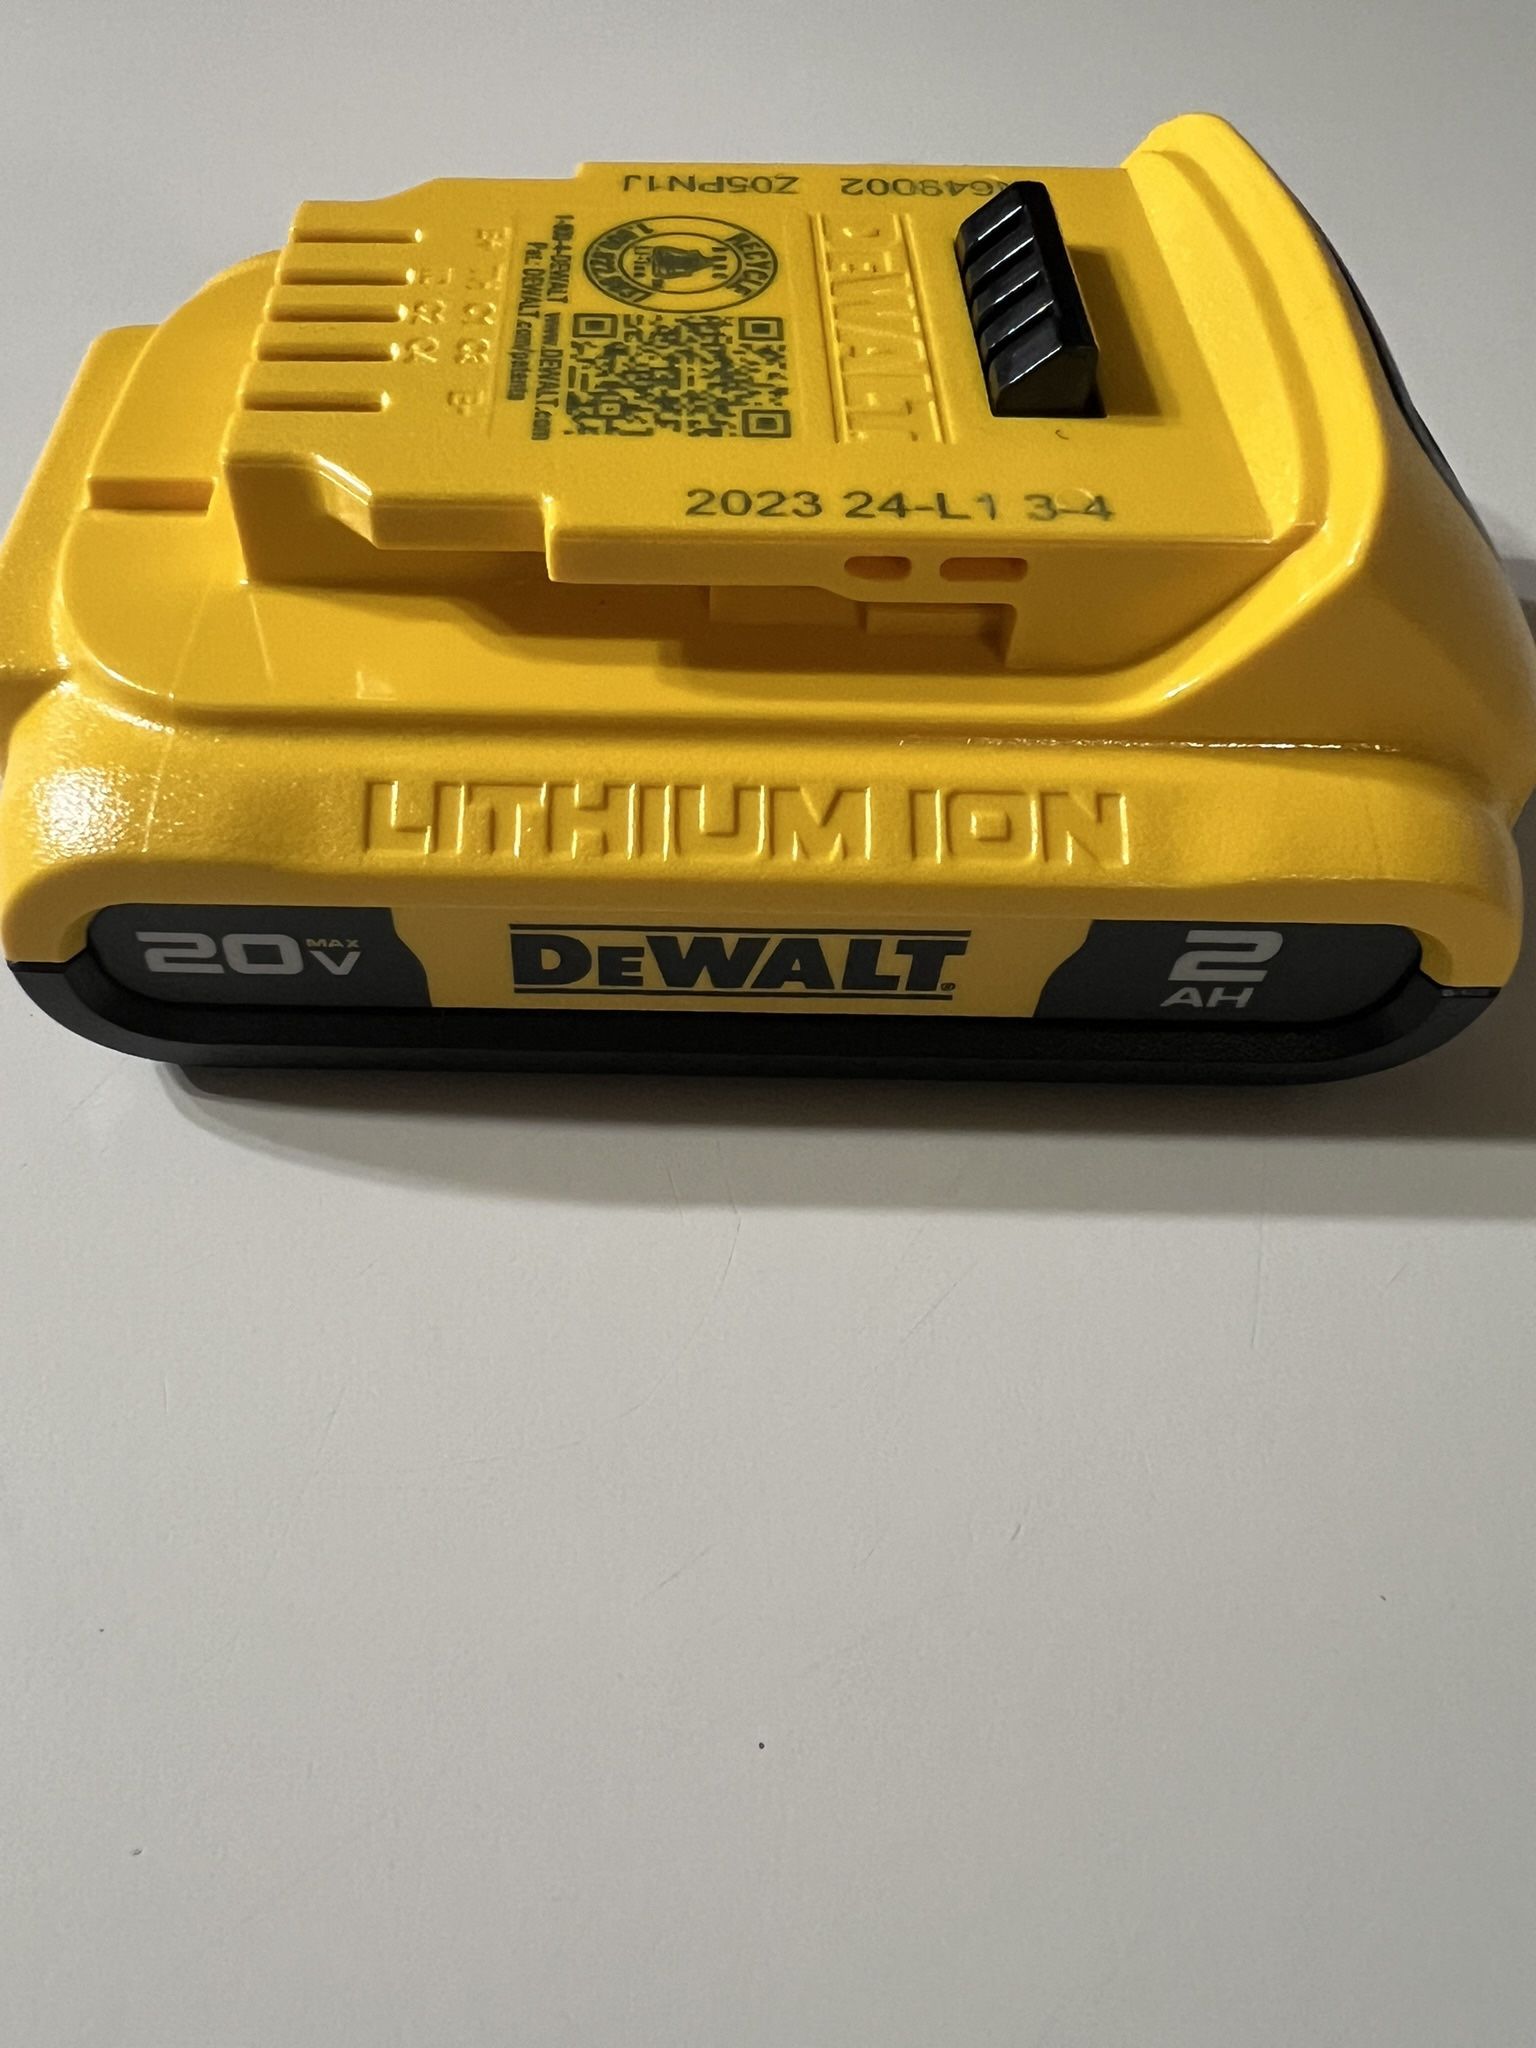 Z05PN1J
RECYCLE
1-800-4-DEWALT www.DEWALT.com
Pat.: DEWALT.com/patents
DEWALT
2023 24-L1 3-4
LITHIUM ION
20V MAX
DEWALT®
2
AH